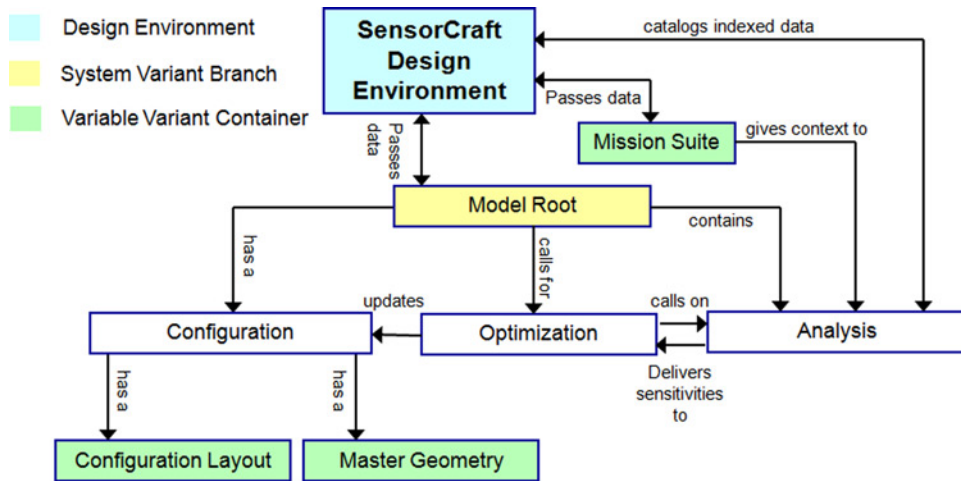 Design Environment
System Variant Branch
Variable Variant Container
SensorCraft
Design
Environment
catalogs indexed data
Passes data
Mission Suite
gives context to
Passes
data
Model Root
has a
calls for
contains
Configuration
updates
Optimization
calls on
Delivers
sensitivities
to
Analysis
has a
has a
Configuration Layout
Master Geometry